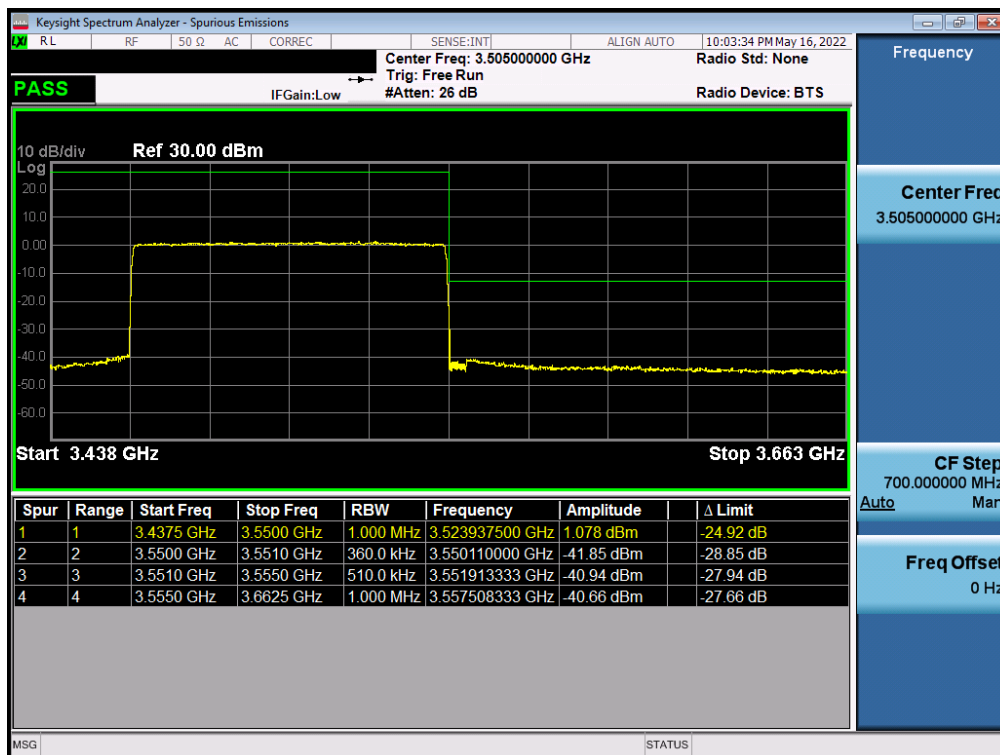 Keysight Spectrum Analyzer - Spurious Emissions
LXI RL RF 50 Ω AC CORREC SENSE:INT ALIGN AUTO 10:03:34 PM May 16, 2022
Center Freq: 3.505000000 GHz Radio Std: None
Trig: Free Run
PASS IFGain:Low #Atten: 26 dB Radio Device: BTS
10 dB/div Ref 30.00 dBm
Log
20.0
10.0
0.00
-10.0
-20.0
-30.0
-40.0
-50.0
-60.0
Start 3.438 GHz Stop 3.663 GHz
Spur Range Start Freq Stop Freq RBW Frequency Amplitude Δ Limit
1 1 3.4375 GHz 3.5500 GHz 1.000 MHz 3.523937500 GHz 1.078 dBm -24.92 dB
2 2 3.5500 GHz 3.5510 GHz 360.0 kHz 3.550110000 GHz -41.85 dBm -28.85 dB
3 3 3.5510 GHz 3.5550 GHz 510.0 kHz 3.551913333 GHz -40.94 dBm -27.94 dB
4 4 3.5550 GHz 3.6625 GHz 1.000 MHz 3.557508333 GHz -40.66 dBm -27.66 dB
MSG STATUS
Frequency
Center Freq
3.505000000 GHz
CF Step
700.000000 MHz
Auto Man
Freq Offset
0 Hz